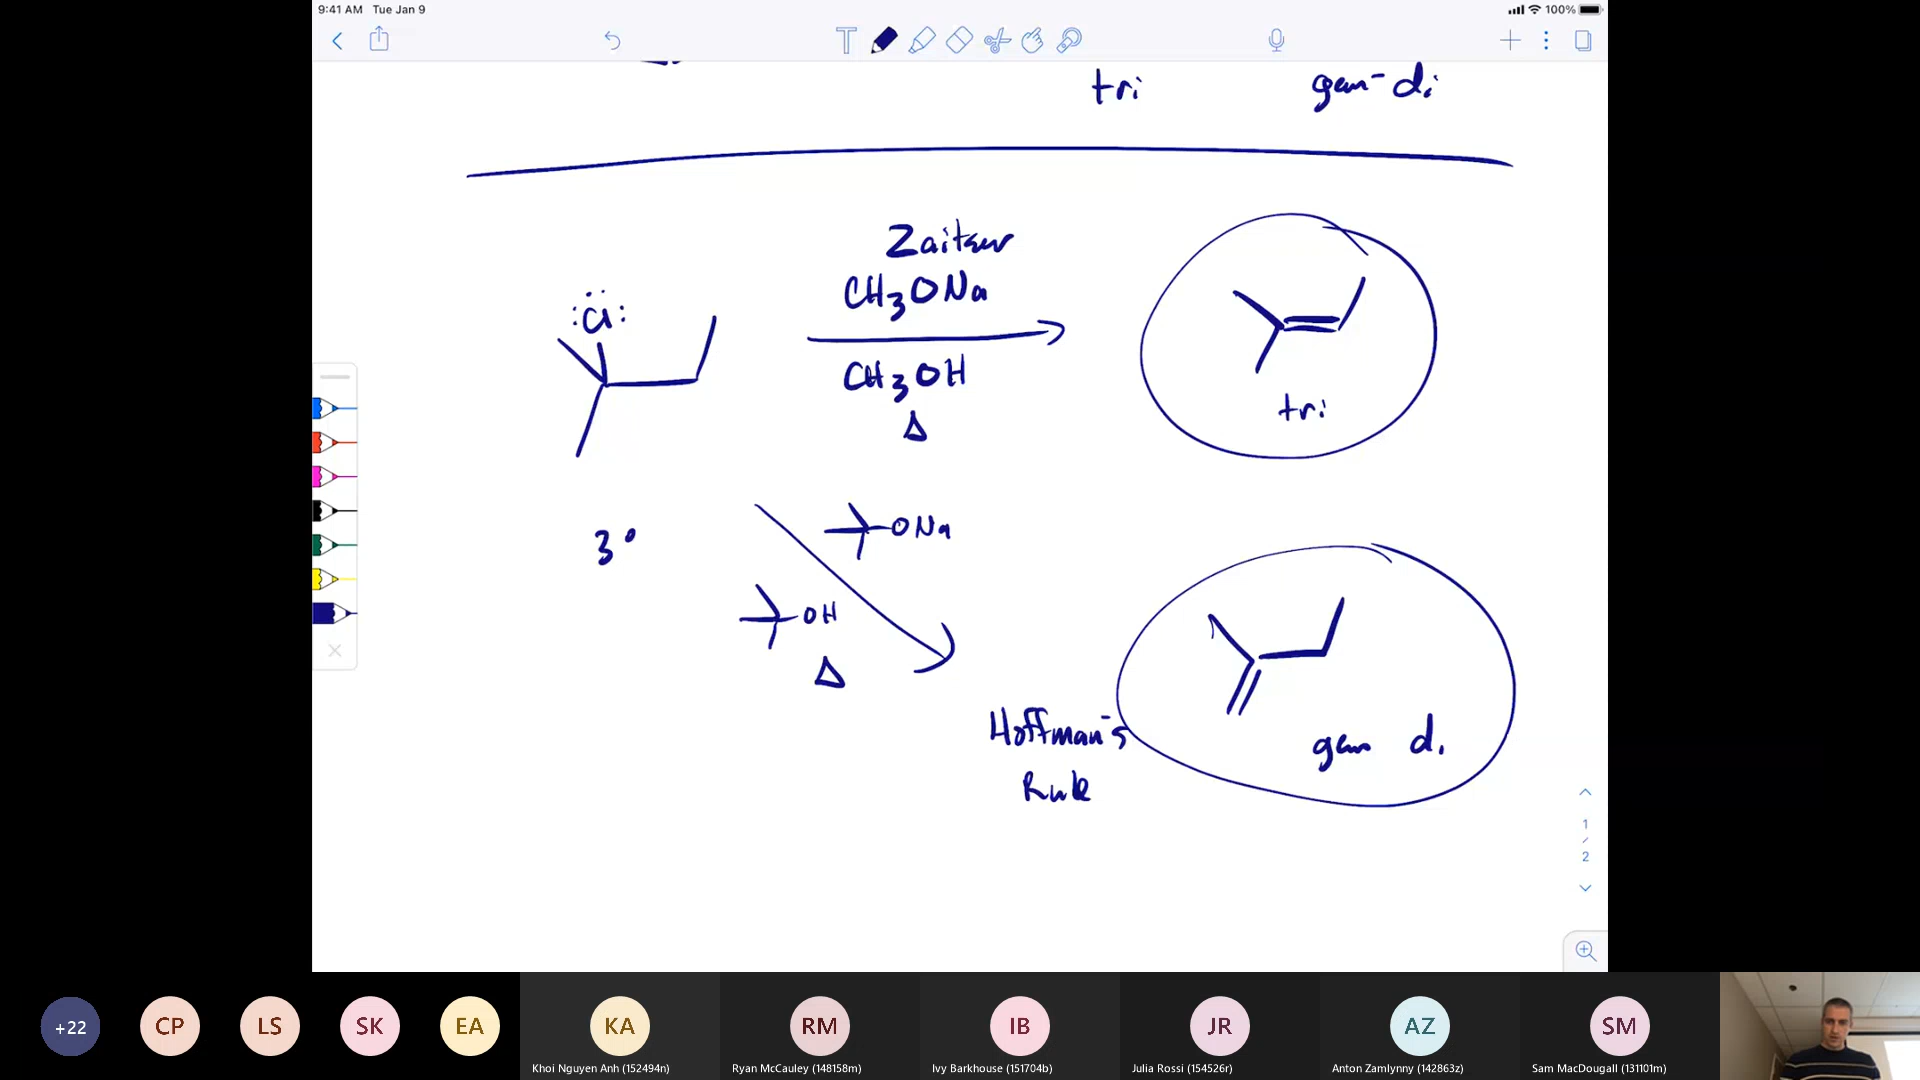 9:41 AM Tue Jan 9
100%
tri
gem-di
Zaitsev
CH3ONa
:Cl:
CH3OH
Δ
tri
3°
ONa
OH
Δ
Hoffman's
Rule
gem di
1
/
2
+22
CP
LS
SK
EA
KA
RM
IB
JR
AZ
SM
Khoi Nguyen Anh (152494n)
Ryan McCauley (148158m)
Ivy Barkhouse (151704b)
Julia Rossi (154526r)
Anton Zamlynny (142863z)
Sam MacDougall (131101m)